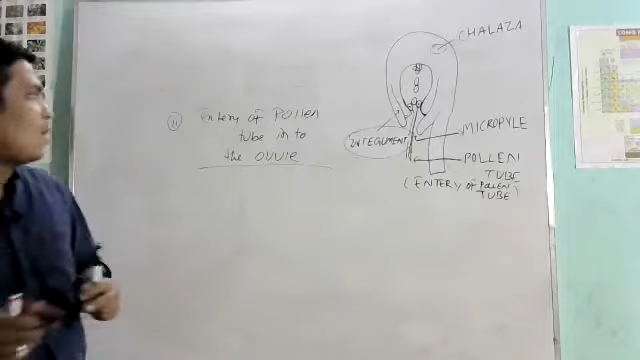 (ii) Entery of Pollen
tube in to
the ovule
CHALAZA
INTEGUMENT
MICROPYLE
POLLEN
TUBE
(ENTERY OF POLLEN
TUBE)